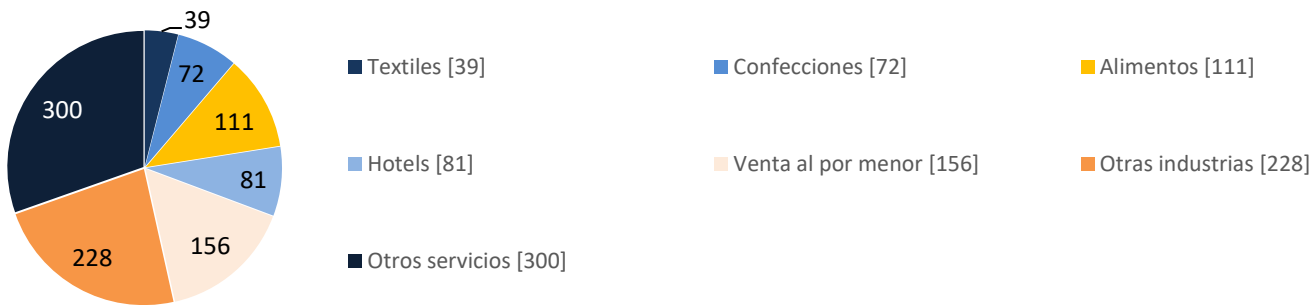 39
72
111
81
156
228
300
Textiles [39]
Confecciones [72]
Alimentos [111]
Hotels [81]
Venta al por menor [156]
Otras industrias [228]
Otros servicios [300]